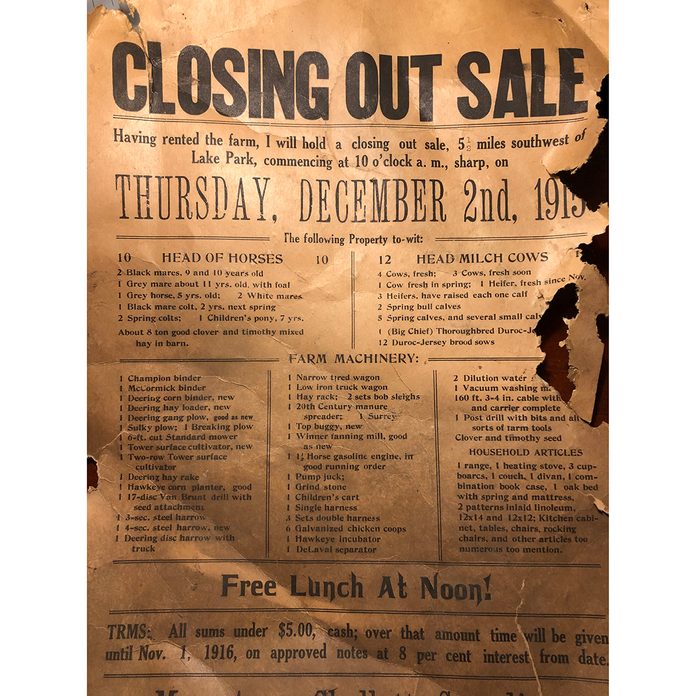 CLOSING OUT SALE
Having rented the farm, I will hold a closing out sale, 5½ miles southwest of
Lake Park, commencing at 10 o'clock a. m., sharp, on
THURSDAY, DECEMBER 2nd, 1915
The following Property to-wit:
10 HEAD OF HORSES 10
2 Black mares, 9 and 10 years old
1 Grey mare about 11 yrs. old, with foal
1 Grey horse, 5 yrs. old; 2 White mares
1 Black mare colt, 2 yrs. next spring
2 Spring colts; 1 Children's pony, 7 yrs.
About 8 ton good clover and timothy mixed
hay in barn.
12 HEAD MILCH COWS
4 Cows, fresh; 3 Cows, fresh soon
1 Cow fresh in spring; 1 Heifer, fresh since Nov.
3 Heifers, have raised each one calf
2 Spring bull calves
5 Spring calves, and several small
1 (Big Chief) Thoroughbred
12 Duroc-Jersey brood sows
FARM MACHINERY:
1 Champion binder
1 McCormick binder
1 Deering corn binder, new
1 Deering hay loader, new
1 Deering gang plow, good as new
1 Sulky plow; 1 Breaking plow
1 6-ft. cut Standard mower
1 Tower surface cultivator, new
1 Two-row Tower surface
cultivator
1 Deering hay rake
1 Hawkeye corn planter, good
1 17-disc Van Brunt drill with
seed attachment
1 3-sec. steel harrow
1 4-sec. steel harrow, new
1 Deering disc harrow with
truck
1 Narrow tired wagon
1 Low iron truck wagon
1 Hay rack; 2 sets bob sleighs
1 20th Century manure
spreader; 1 Surrey
1 Top buggy, new
1 Winner fanning mill, good
as new
1 1½ Horse gasoline engine, in
good running order
1 Pump jack;
1 Grind stone
1 Children's cart
1 Single harness
3 Sets double harness
6 Galvanized chicken coops
1 Hawkeye incubator
1 DeLaval separator
2 Dilution water
1 Vacuum washing
160 ft. 3-4 in. cable with
and carrier complete
1 Post drill with bits and all
sorts of farm tools
Clover and timothy seed
HOUSEHOLD ARTICLES
1 range, 1 heating stove, 3 cup-
boards, 1 couch, 1 divan, 1 com-
bination book case, 1 oak bed
with spring and mattress,
2 patterns inlaid linoleum,
12x14 and 12x12; Kitchen cabi-
net, tables, chairs, rocking
chairs, and other articles too
numerous too mention.
Free Lunch At Noon!
TRMS: All sums under $5.00, cash; over that amount time will be given
until Nov. 1, 1916, on approved notes at 8 per cent interest from date.